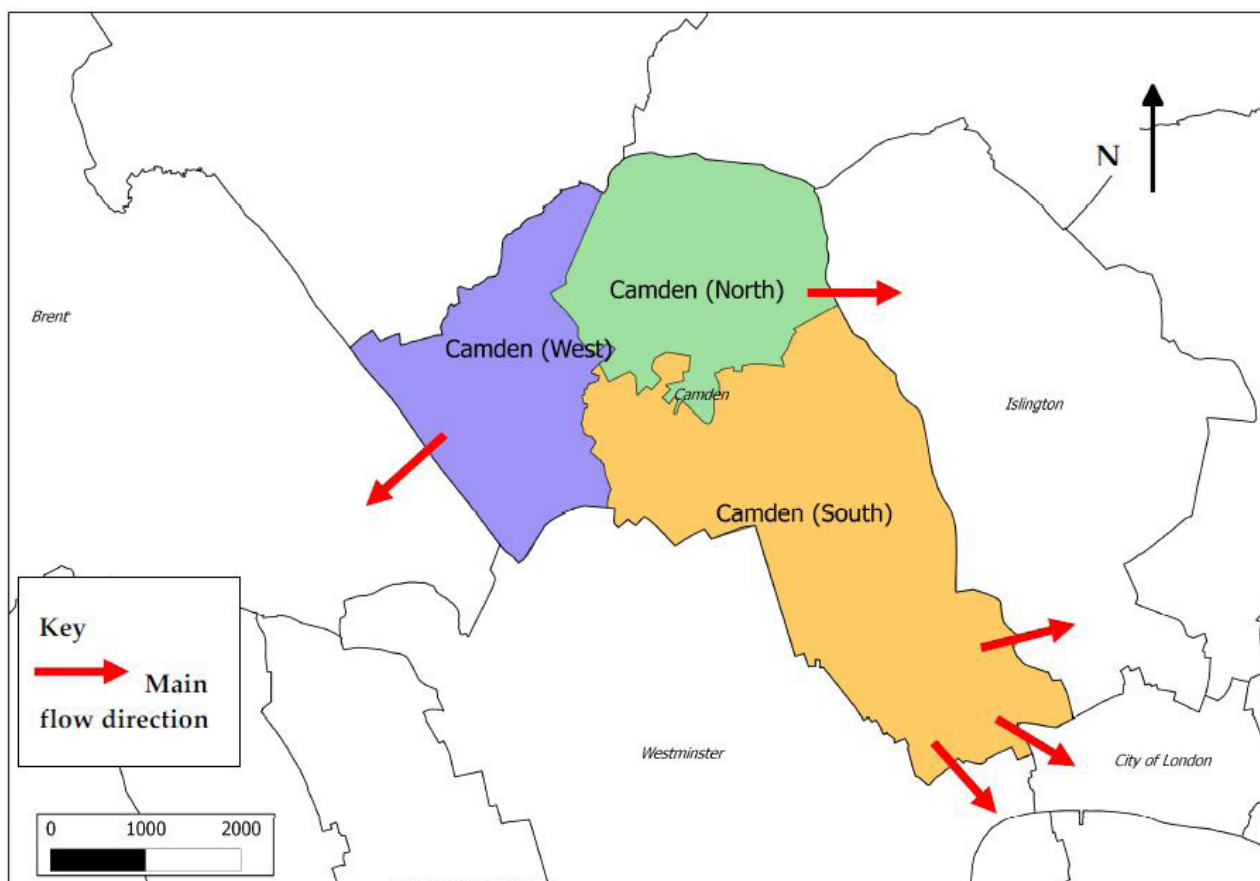 N
Camden (North)
Brent
Camden (West)
Camden
Islington
Camden (South)
Key
Main
flow direction
Westminster
City of London
0 1000 2000